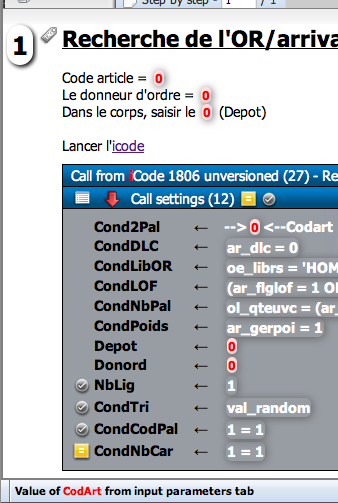 Step by step - 1 / 1
1 Recherche de l'OR/arriva
Code article = 0
Le donneur d'ordre = 0
Dans le corps, saisir le 0 (Depot)
Lancer l'icode
Call from iCode 1806 unversioned (27) - Re
Call settings (12)
Cond2Pal ← --> 0 <--Codart
CondDLC ← ar_dlc = 0
CondLibOR ← oe_librs = 'HOM
CondLOF ← (ar_flglof = 1 O
CondNbPal ← ol_qteuvc = (ar_
CondPoids ← ar_gerpoi = 1
Depot ← 0
Donord ← 0
NbLig ← 1
CondTri ← val_random
CondCodPal ← 1 = 1
CondNbCar ← 1 = 1
Value of CodArt from input parameters tab